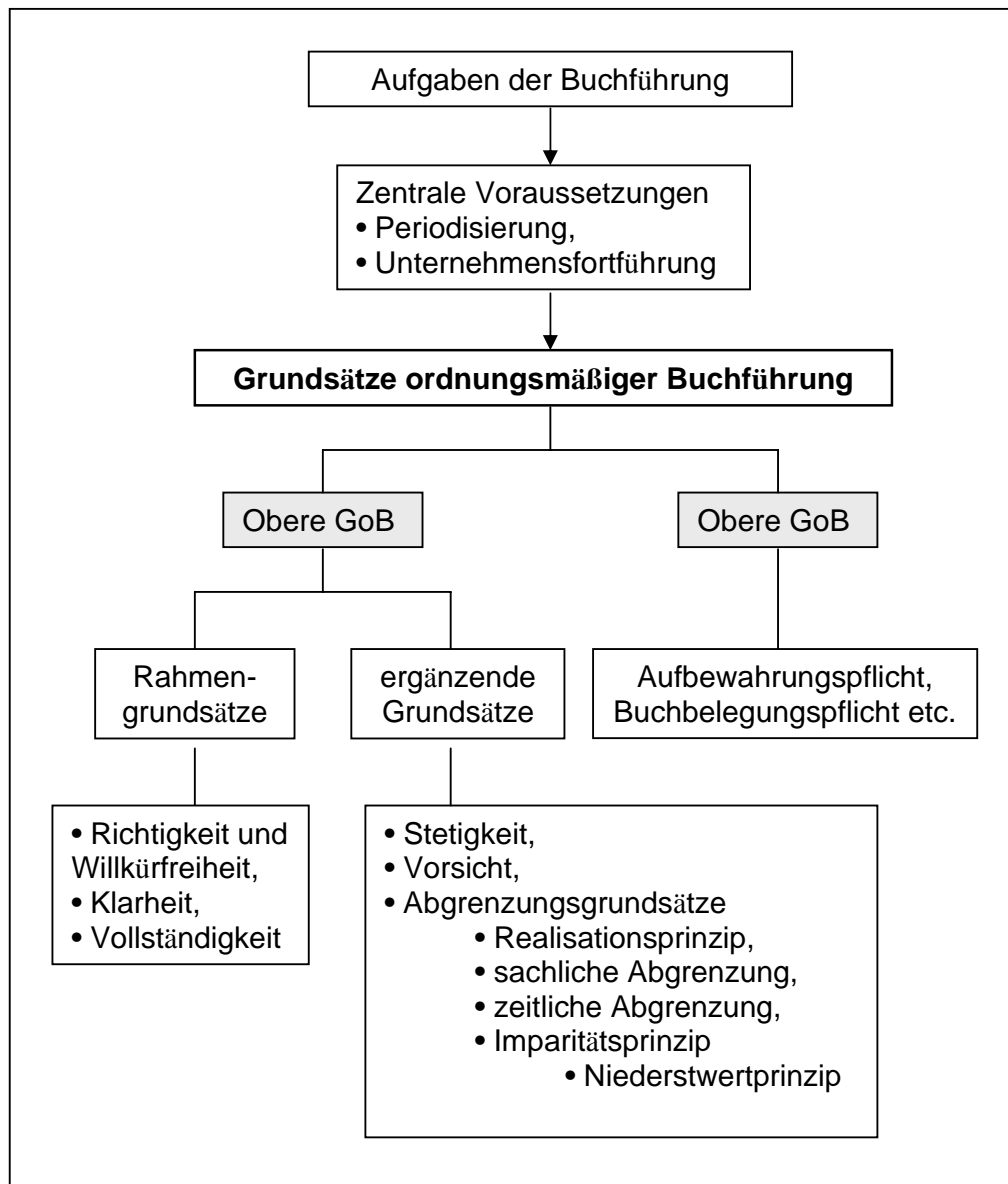 Aufgaben der Buchführung
Zentrale Voraussetzungen
• Periodisierung,
• Unternehmensfortführung
Grundsätze ordnungsmäßiger Buchführung
Obere GoB
Obere GoB
Rahmen-
grundsätze
ergänzende
Grundsätze
Aufbewahrungspflicht,
Buchbelegungspflicht etc.
• Richtigkeit und
Willkürfreiheit,
• Klarheit,
• Vollständigkeit
• Stetigkeit,
• Vorsicht,
• Abgrenzungsgrundsätze
• Realisationsprinzip,
• sachliche Abgrenzung,
• zeitliche Abgrenzung,
• Imparitätsprinzip
• Niederstwertprinzip